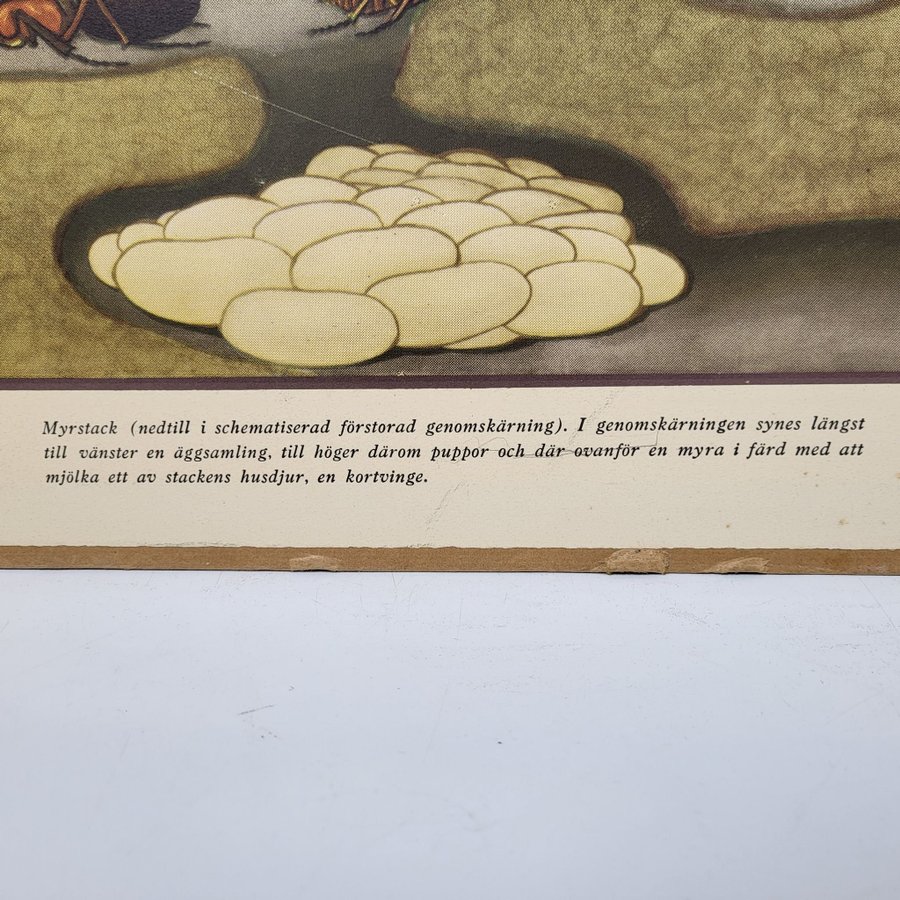 Myrstack (nedtill i schematiserad förstorad genomskärning). I genomskärningen synes längst
till vänster en äggsamling, till höger därom puppor och där ovanför en myra i färd med att
mjölka ett av stackens husdjur, en kortvinge.